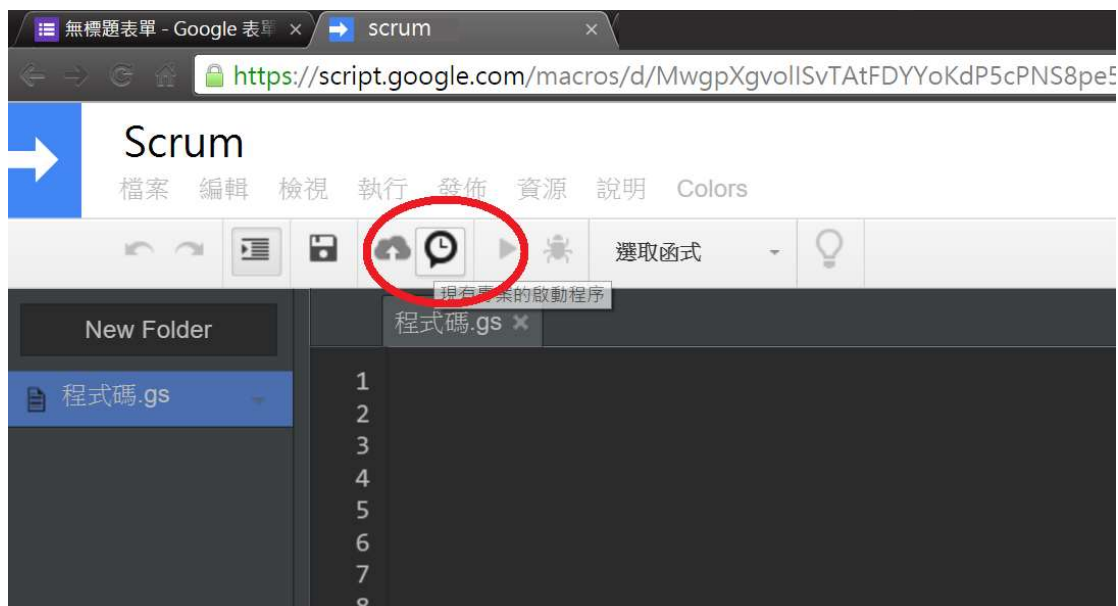 無標題表單 - Google 表單
scrum
https://script.google.com/macros/d/MwgpXgvolISvTAtFDYYoKdP5cPNS8pe5
Scrum
檔案 編輯 檢視 執行 發佈 資源 說明 Colors
選取函式
現有專案的啟動程序
New Folder
程式碼.gs
程式碼.gs
1
2
3
4
5
6
7
8